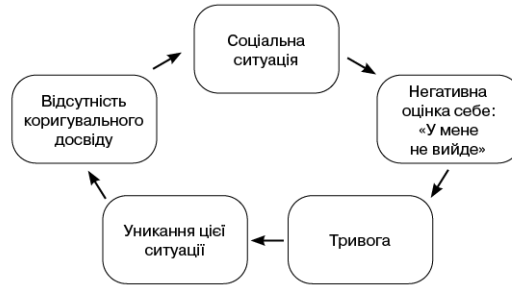 Соціальна
ситуація
Негативна
оцінка себе:
«У мене
не вийде»
Тривога
Уникання цієї
ситуації
Відсутність
коригувального
досвіду